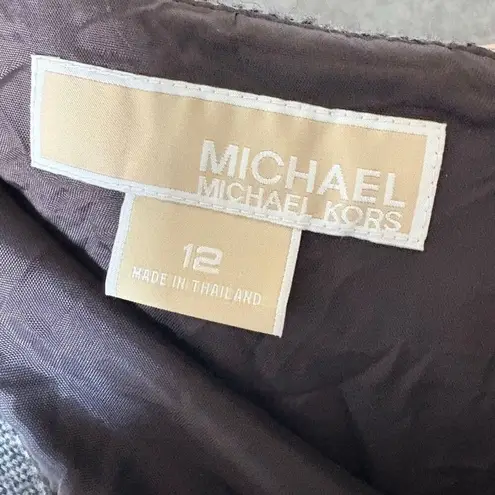 MICHAEL
MICHAEL KORS
12
MADE IN THAILAND